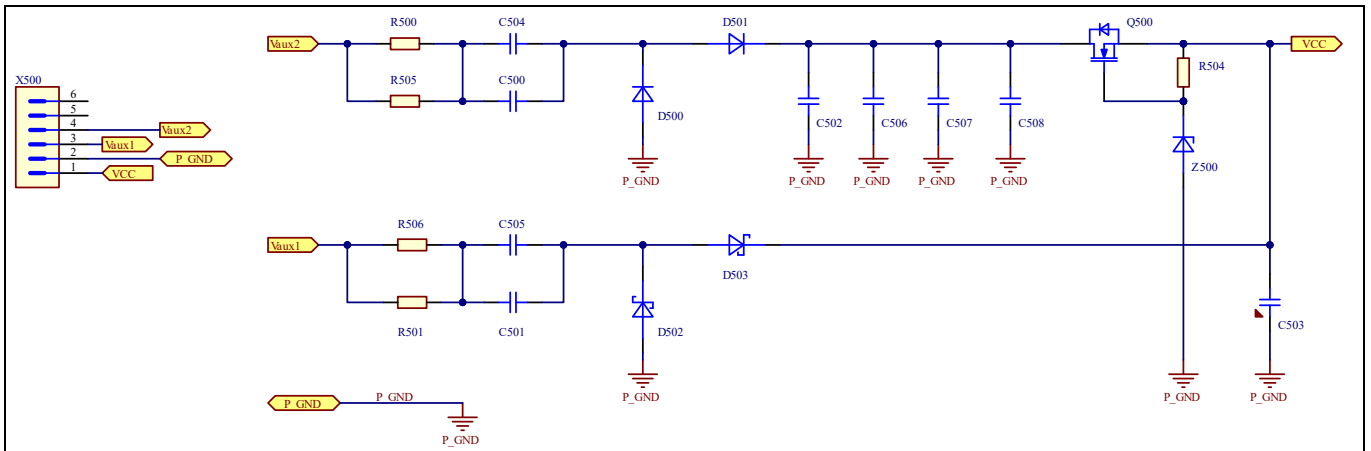 R500
C504
D501
Q500
Vaux2
VCC
R505
C500
R504
X500
6
5
4
3
2
1
Vaux2
Vaux1
P_GND
VCC
D500
C502
C506
C507
C508
Z500
P_GND
P_GND
P_GND
P_GND
P_GND
R506
C505
Vaux1
D503
R501
C501
D502
C503
P_GND
P_GND
P_GND
P_GND
P_GND
P_GND